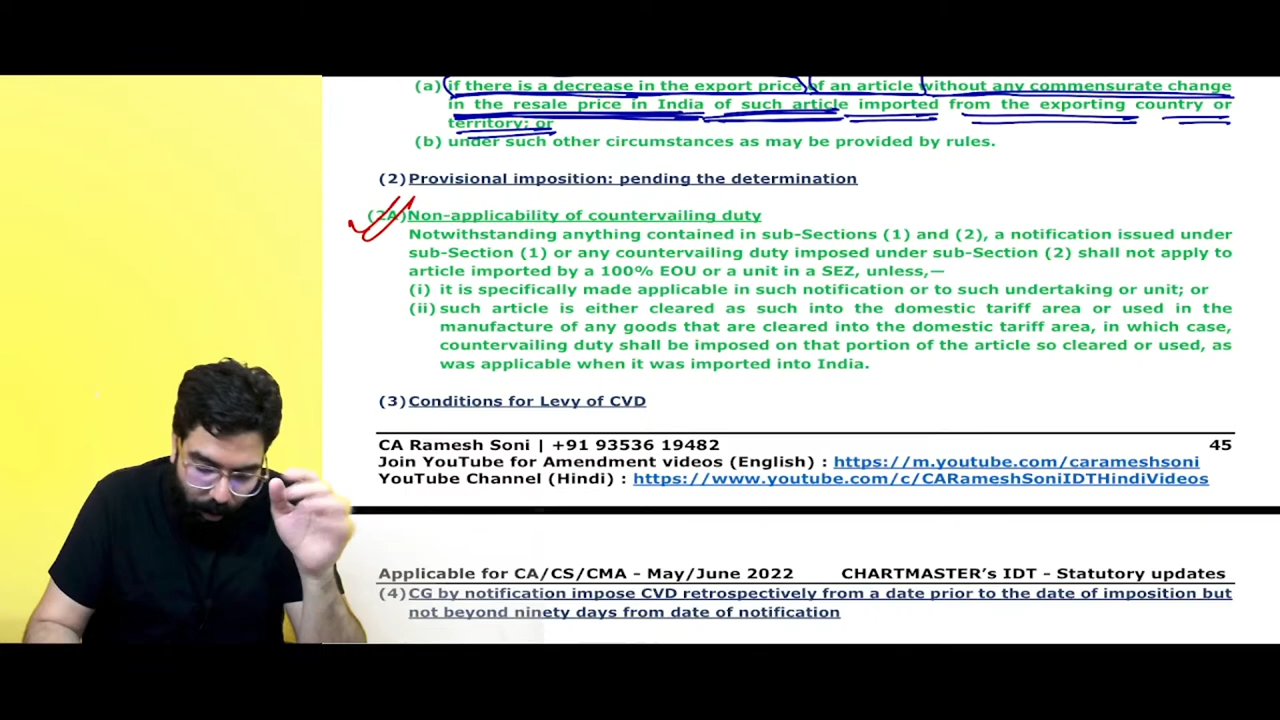 (a) if there is a decrease in the export price of an article without any commensurate change
in the resale price in India of such article imported from the exporting country or
territory; or
(b) under such other circumstances as may be provided by rules.
(2) Provisional imposition: pending the determination
(2A) Non-applicability of countervailing duty
Notwithstanding anything contained in sub-Sections (1) and (2), a notification issued under
sub-Section (1) or any countervailing duty imposed under sub-Section (2) shall not apply to
article imported by a 100% EOU or a unit in a SEZ, unless,—
(i) it is specifically made applicable in such notification or to such undertaking or unit; or
(ii) such article is either cleared as such into the domestic tariff area or used in the
manufacture of any goods that are cleared into the domestic tariff area, in which case,
countervailing duty shall be imposed on that portion of the article so cleared or used, as
was applicable when it was imported into India.
(3) Conditions for Levy of CVD
CA Ramesh Soni | +91 93536 19482 45
Join YouTube for Amendment videos (English) : https://m.youtube.com/carameshsoni
YouTube Channel (Hindi) : https://www.youtube.com/c/CARameshSoniIDTHindiVideos
Applicable for CA/CS/CMA - May/June 2022 CHARTMASTER's IDT - Statutory updates
(4) CG by notification impose CVD retrospectively from a date prior to the date of imposition but
not beyond ninety days from date of notification